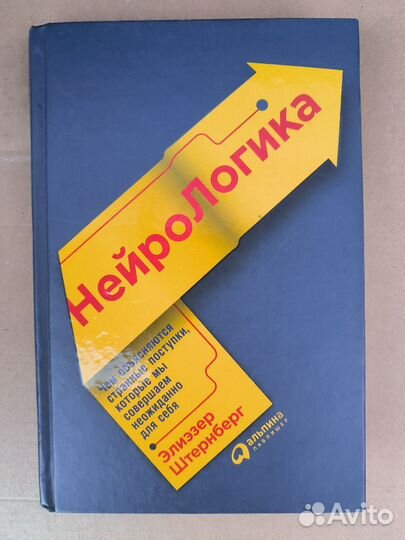 НейроЛогика
Чем объясняются
странные поступки,
которые мы
совершаем
неожиданно
для себя
Элиэзер
Штернберг
альпина
ПАБЛИШЕР
Avito